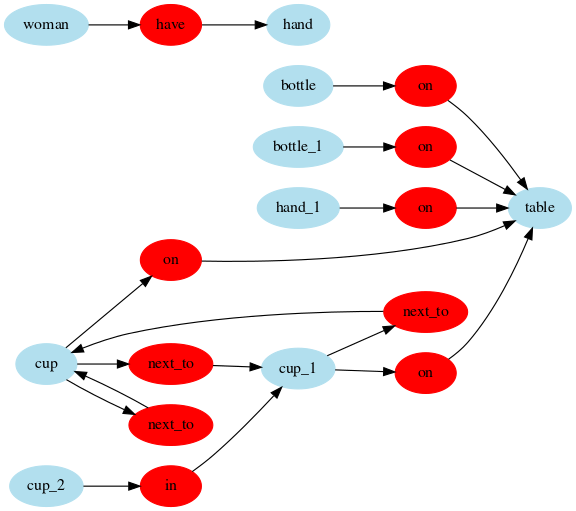 woman have hand
bottle on
bottle_1 on
hand_1 on table
on
next_to
cup next_to cup_1 on
next_to
cup_2 in